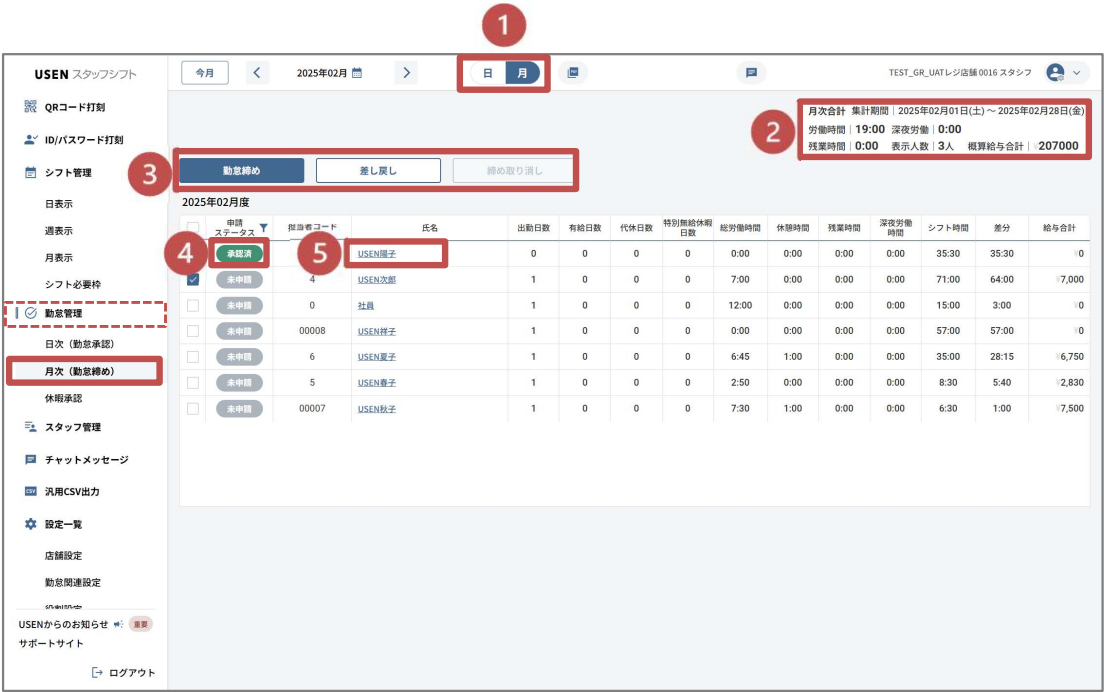 1
USEN スタッフシフト
今月 2025年02月 日 月 TEST_GR_UATレジ店舗 0016 スタシフ
QRコード打刻
ID/パスワード打刻
シフト管理
日表示
週表示
月表示
シフト必要枠
勤怠管理
日次（勤怠承認）
月次（勤怠締め）
休暇承認
スタッフ管理
チャットメッセージ
CSV 汎用CSV出力
設定一覧
店舗設定
勤怠関連設定
役割設定
USENからのお知らせ 重要
サポートサイト
ログアウト
2
月次合計 集計期間｜2025年02月01日(土)～2025年02月28日(金)
労働時間｜19:00 深夜労働｜0:00
残業時間｜0:00 表示人数｜3人 概算給与合計｜¥207000
3
勤怠締め 差し戻し 締め取り消し
2025年02月度
申請ステータス 担当者コード 氏名 出勤日数 有給日数 代休日数 特別無給休暇日数 総労働時間 休憩時間 残業時間 深夜労働時間 シフト時間 差分 給与合計
4 承認済 5 USEN陽子 0 0 0 0 0:00 0:00 0:00 0:00 35:30 35:30 ¥0
未申請 4 USEN次郎 1 0 0 0 7:00 0:00 0:00 0:00 71:00 64:00 ¥7,000
未申請 0 社員 1 0 0 0 12:00 0:00 0:00 0:00 15:00 3:00 ¥0
未申請 00008 USEN祥子 1 0 0 0 0:00 0:00 0:00 0:00 57:00 57:00 ¥0
未申請 6 USEN夏子 1 0 0 0 6:45 1:00 0:00 0:00 35:00 28:15 ¥6,750
未申請 5 USEN春子 1 0 0 0 2:50 0:00 0:00 0:00 8:30 5:40 ¥2,830
未申請 00007 USEN秋子 1 0 0 0 7:30 1:00 0:00 0:00 6:30 1:00 ¥7,500